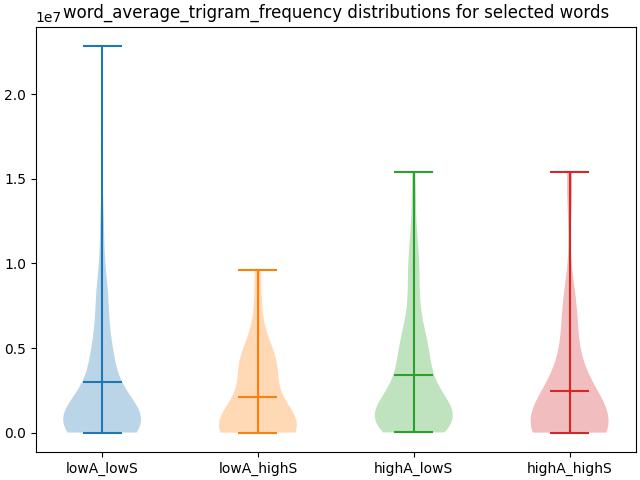 word_average_trigram_frequency distributions for selected words
1e7
2.0
1.5
1.0
0.5
0.0
lowA_lowS lowA_highS highA_lowS highA_highS